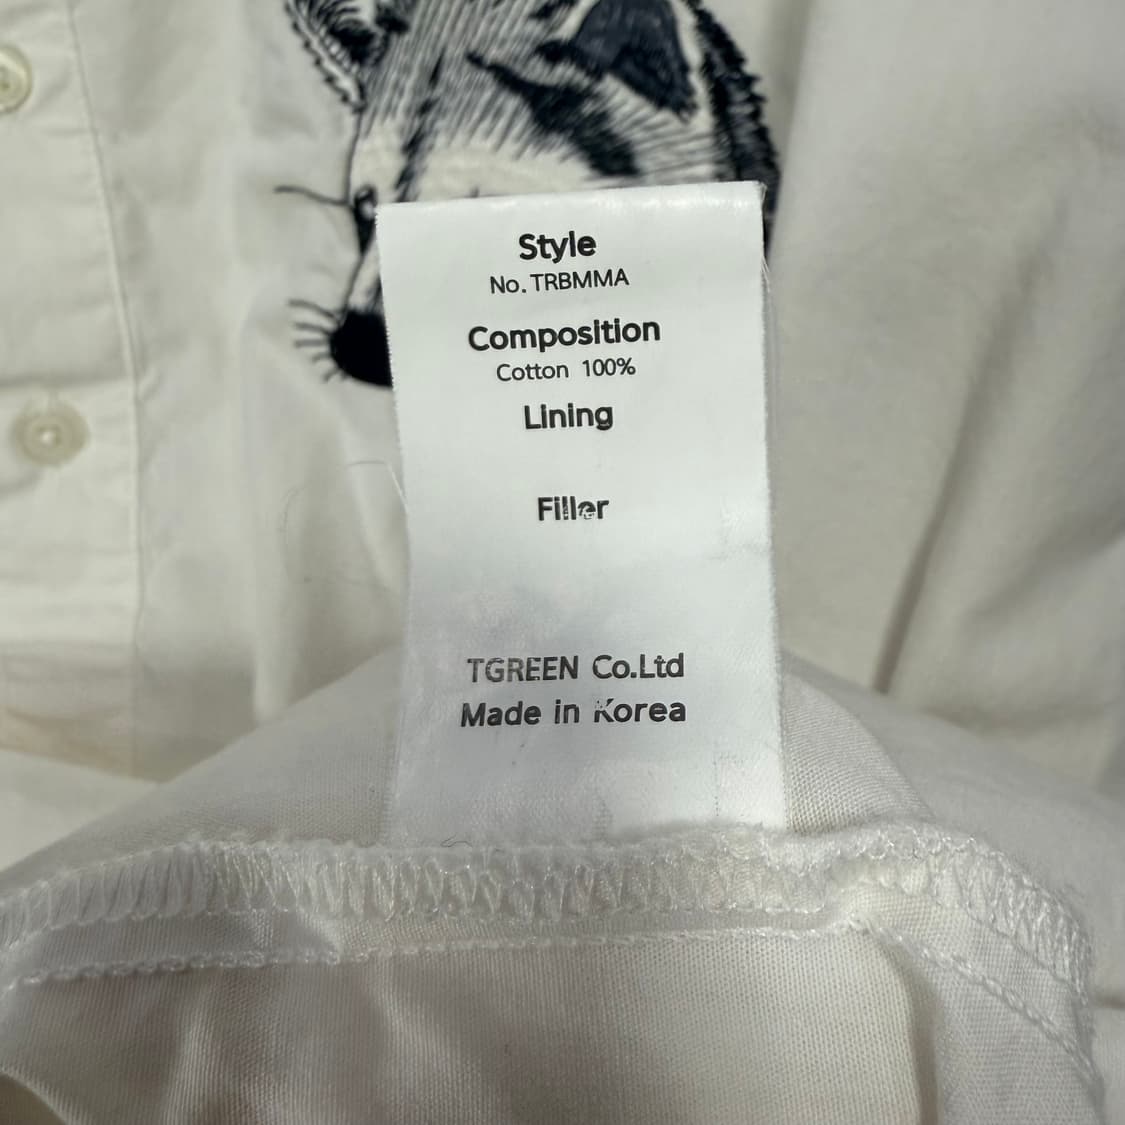 Style
No. TRBMMA
Composition
Cotton 100%
Lining
Filler
TGREEN Co.Ltd
Made in Korea